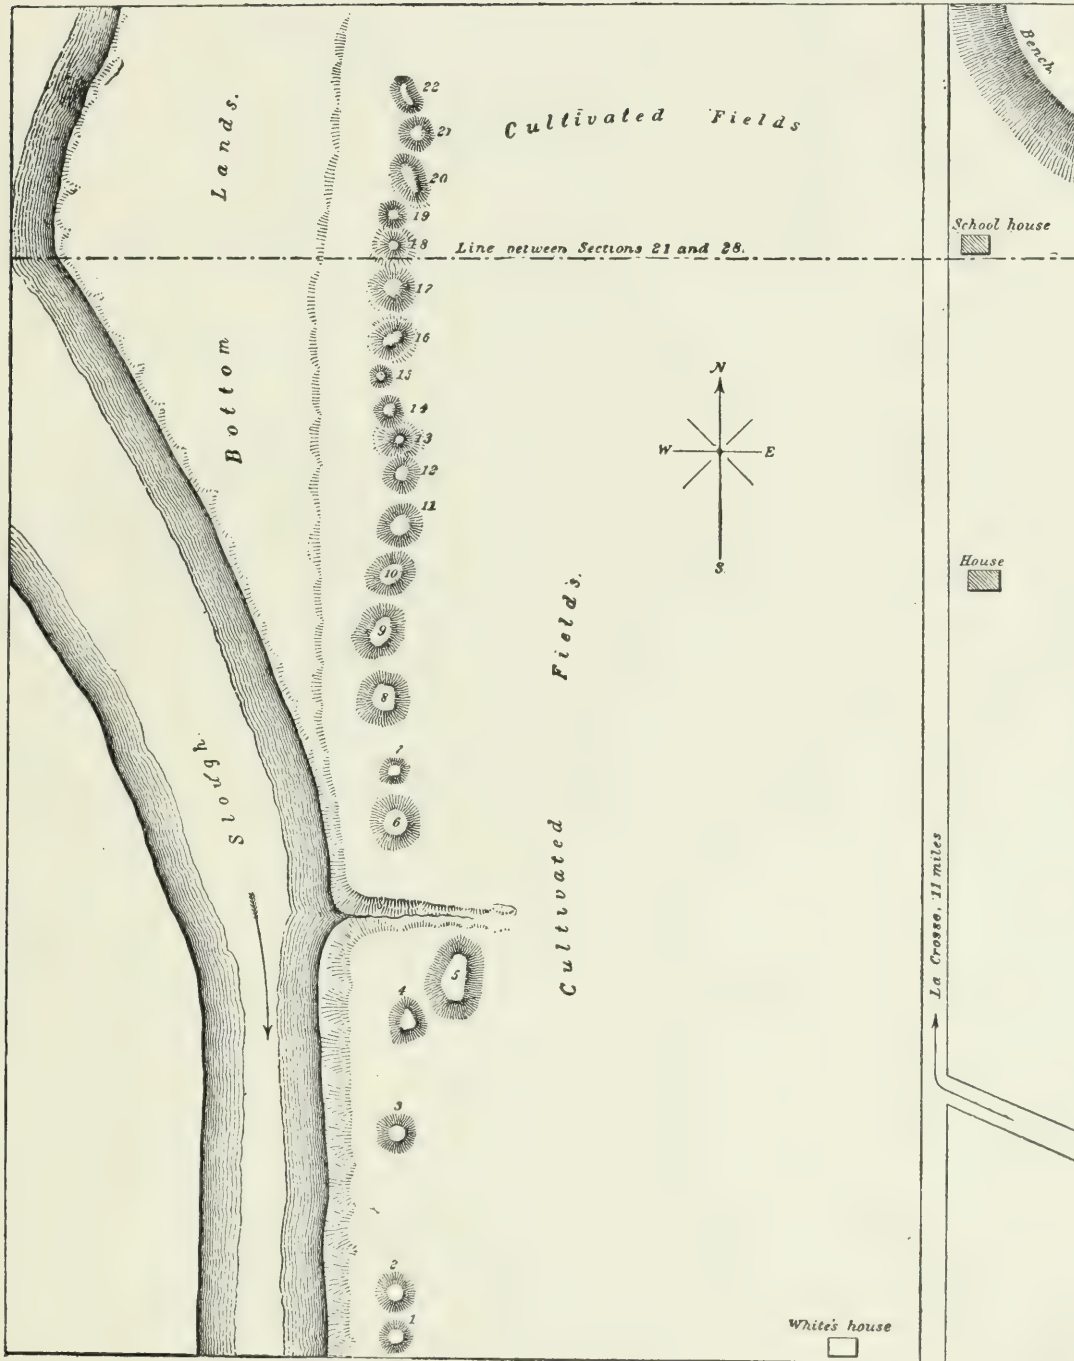 Bench.
22
Cultivated Fields
21
20
Lands.
19
School house
18
Line between Sections 21 and 28.
17
16
15
N
14
Bottom
13
W
E
12
11
S.
House
10
9
Fields.
8
7
Slough.
6
Cultivated
La Crosse, 11 miles
5
4
3
2
1
White's house